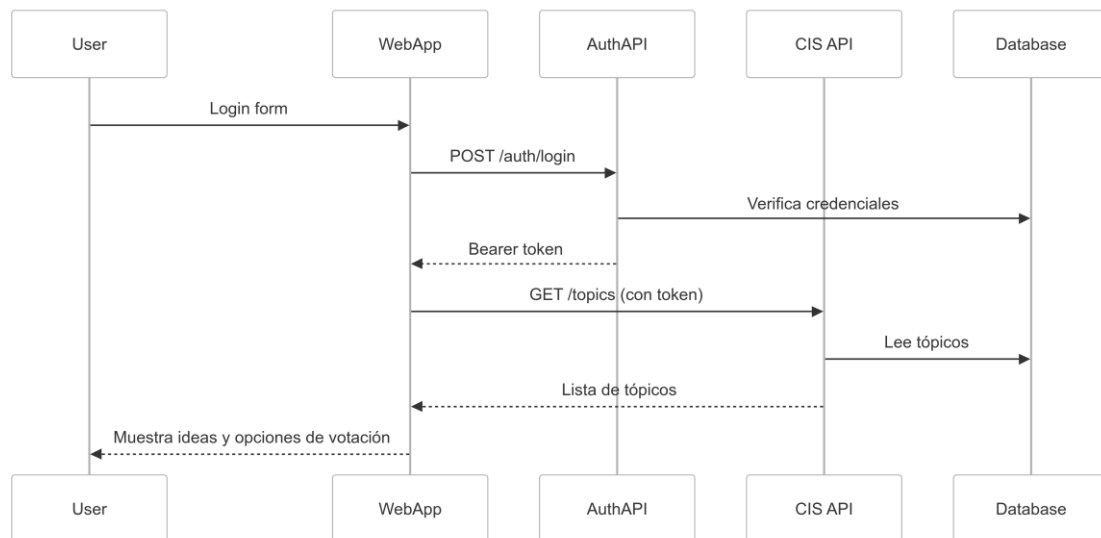 User
WebApp
AuthAPI
CIS API
Database
Login form
POST /auth/login
Verifica credenciales
Bearer token
GET /topics (con token)
Lee tópicos
Lista de tópicos
Muestra ideas y opciones de votación
User
WebApp
AuthAPI
CIS API
Database